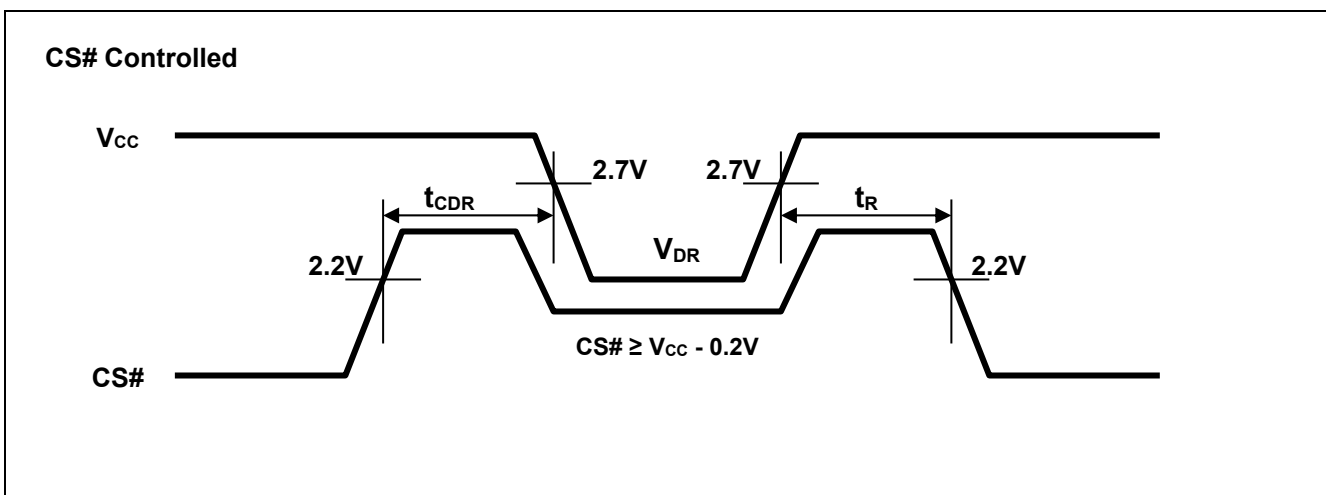 CS# Controlled
VCC
2.7V 2.7V
tCDR tR
VDR
2.2V 2.2V
CS# ≥ VCC - 0.2V
CS#